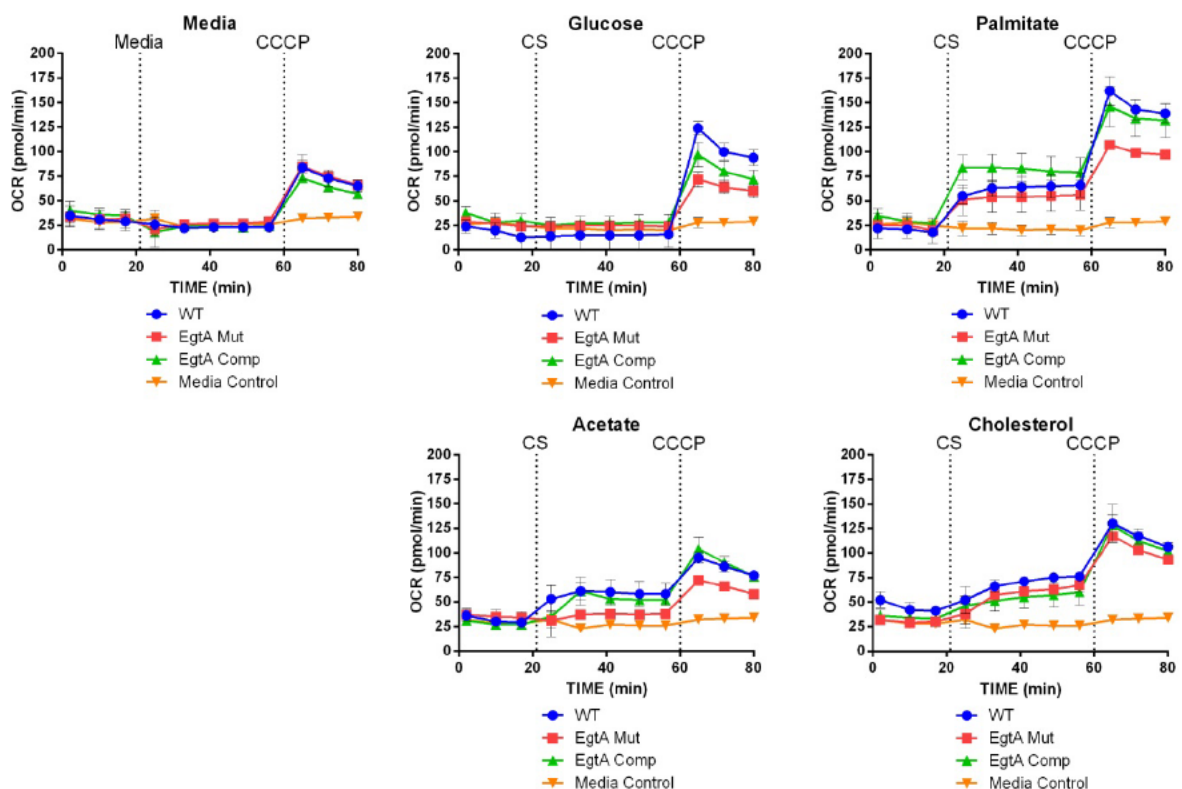 Media
Media
CCCP
OCR (pmol/min)
200
175
150
125
100
75
50
25
0
0
20
40
60
80
TIME (min)
WT
EgtA Mut
EgtA Comp
Media Control
Glucose
CS
CCCP
OCR (pmol/min)
200
175
150
125
100
75
50
25
0
0
20
40
60
80
TIME (min)
WT
EgtA Mut
EgtA Comp
Media Control
Palmitate
CS
CCCP
OCR (pmol/min)
200
175
150
125
100
75
50
25
0
0
20
40
60
80
TIME (min)
WT
EgtA Mut
EgtA Comp
Media Control
Acetate
CS
CCCP
OCR (pmol/min)
200
175
150
125
100
75
50
25
0
0
20
40
60
80
TIME (min)
WT
EgtA Mut
EgtA Comp
Media Control
Cholesterol
CS
CCCP
OCR (pmol/min)
200
175
150
125
100
75
50
25
0
0
20
40
60
80
TIME (min)
WT
EgtA Mut
EgtA Comp
Media Control